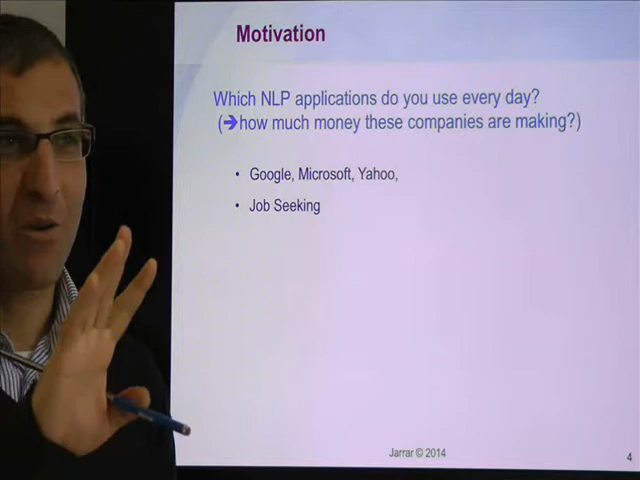 Motivation
Which NLP applications do you use every day?
(➔how much money these companies are making?)
• Google, Microsoft, Yahoo,
• Job Seeking
Jarrar © 2014
4